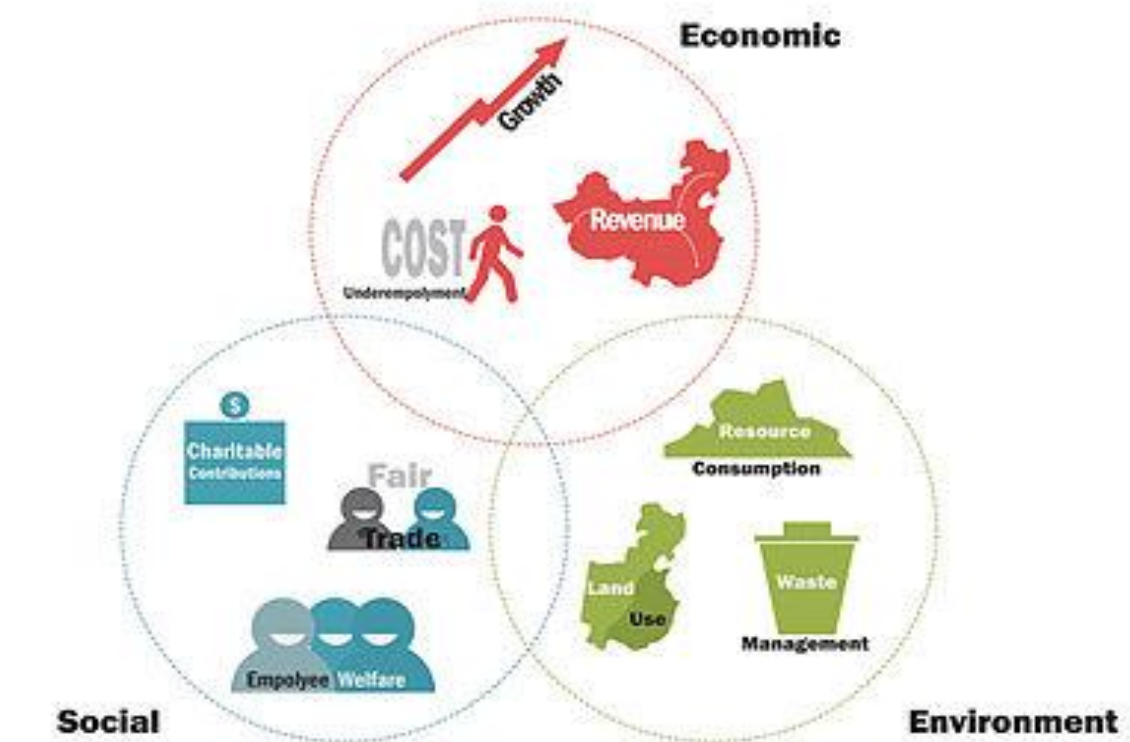 Economic
Growth
Revenue
COST
Underempolyment
$
Charitable
Contributions
Fair
Trade
Empolyee Welfare
Social
Resource
Consumption
Land
Use
Waste
Management
Environment